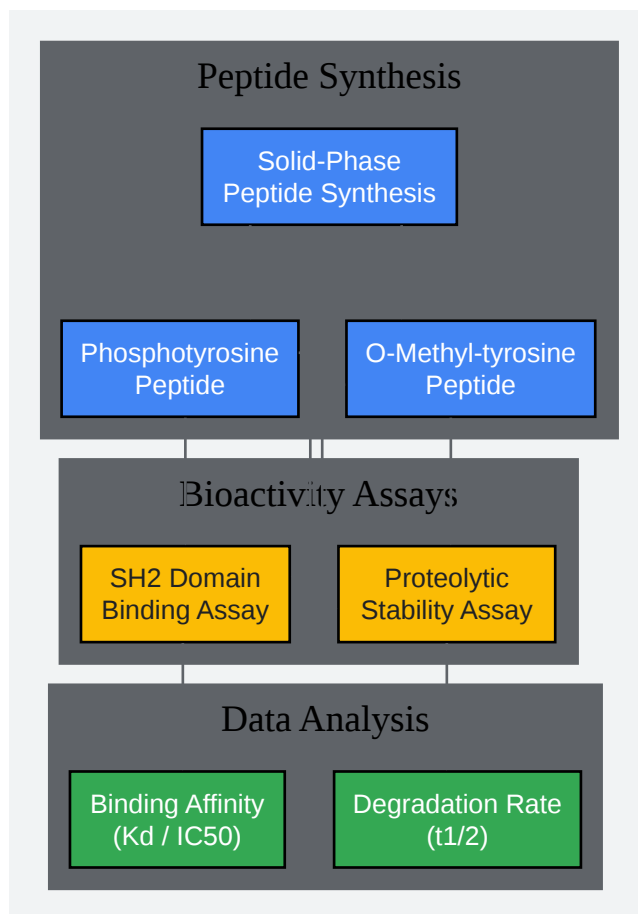 Peptide Synthesis
Solid-Phase
Peptide Synthesis
Phosphotyrosine
Peptide
O-Methyl-tyrosine
Peptide
Bioactivity Assays
SH2 Domain
Binding Assay
Proteolytic
Stability Assay
Data Analysis
Binding Affinity
(Kd / IC50)
Degradation Rate
(t1/2)